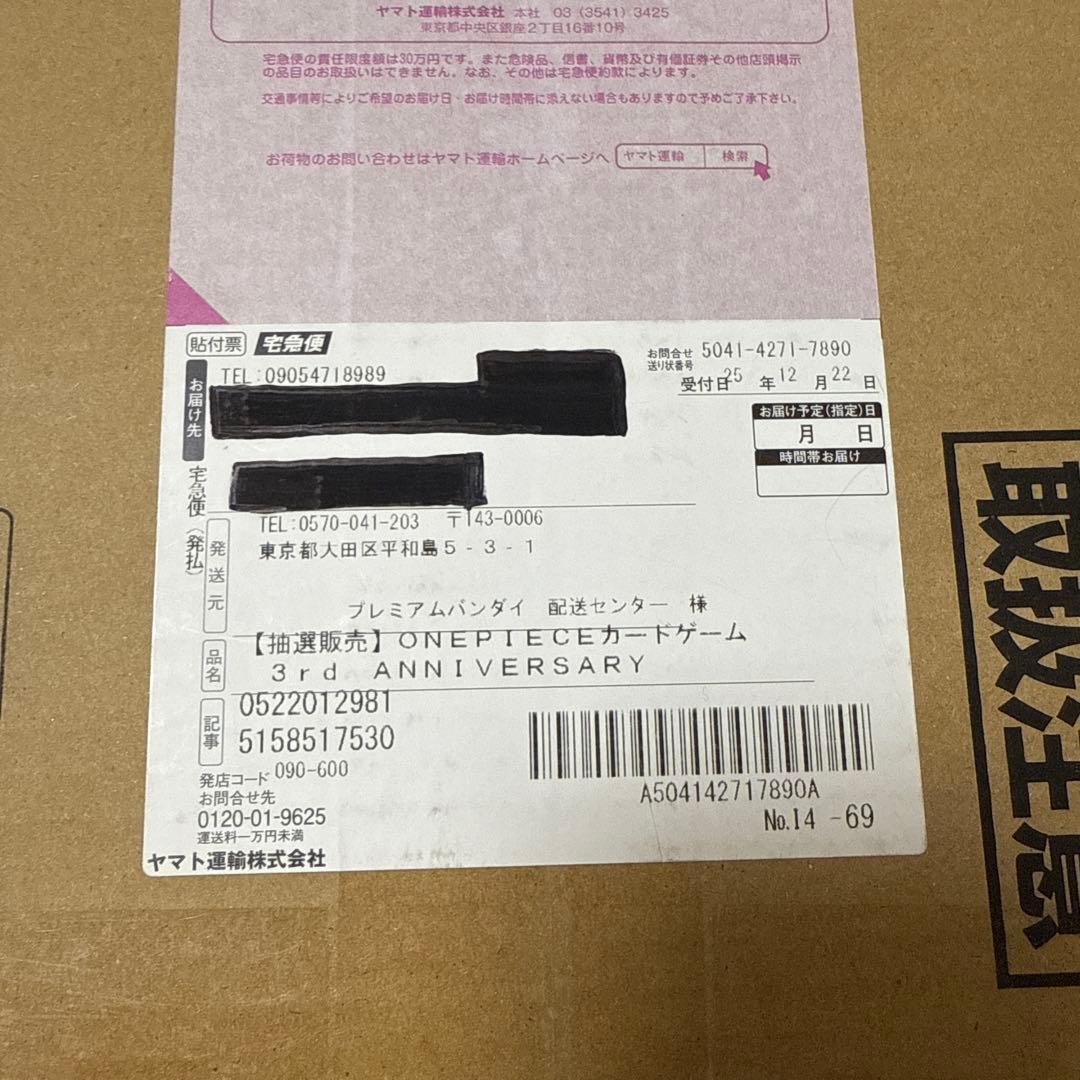 ヤマト運輸株式会社 本社 03（3541）3425
東京都中央区銀座2丁目16番10号
宅急便の責任限度額は30万円です。また危険品、信書、貨幣及び有価証券その他店頭掲示
の品目のお取扱いはできません。なお、その他は宅急便約款によります。
交通事情等によりご希望のお届け日・お届け時間帯に添えない場合もありますので予めご了承下さい。
お荷物のお問い合わせはヤマト運輸ホームページへ ヤマト運輸 検索
貼付票 宅急便
お問合せ
送り状番号 5041-4271-7890
TEL:09054718989
受付日 25 年 12 月 22 日
お届け先
お届け予定(指定)日
月 日
時間帯お届け
宅急便（発払）
発送元
TEL:0570-041-203 〒143-0006
東京都大田区平和島5-3-1
プレミアムバンダイ 配送センター 様
品名
【抽選販売】ONEPIECEカードゲーム
3rd ANNIVERSARY
記事
0522012981
5158517530
発店コード 090-600
お問合せ先
0120-01-9625
運送料一万円未満
ヤマト運輸株式会社
A504142717890A
No.14 -69
取扱注意